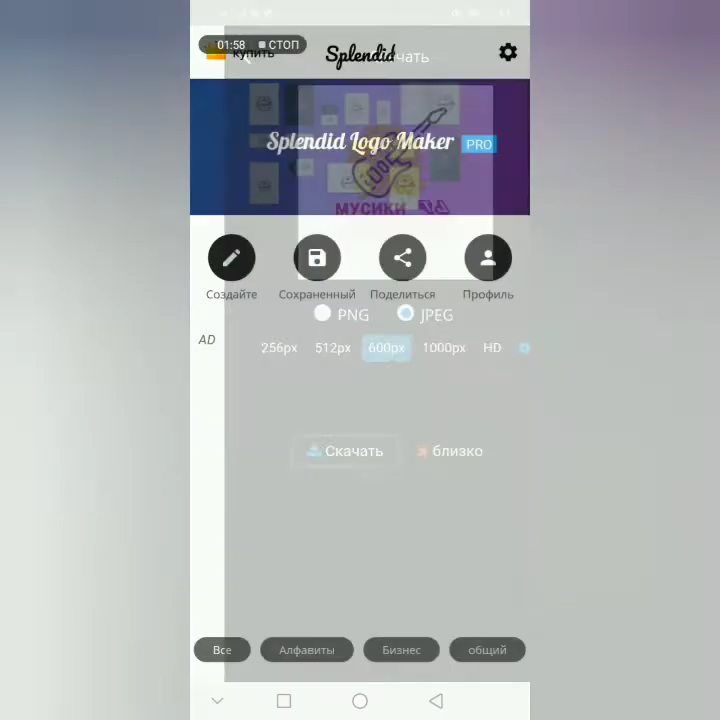 01:58 СТОП
купить Splendid чать
Splendid Logo Maker PRO
МУСИКИ
Создайте Сохраненный Поделиться Профиль
PNG JPEG
AD
256px 512px 600px 1000px HD
Скачать близко
Все Алфавиты Бизнес общий